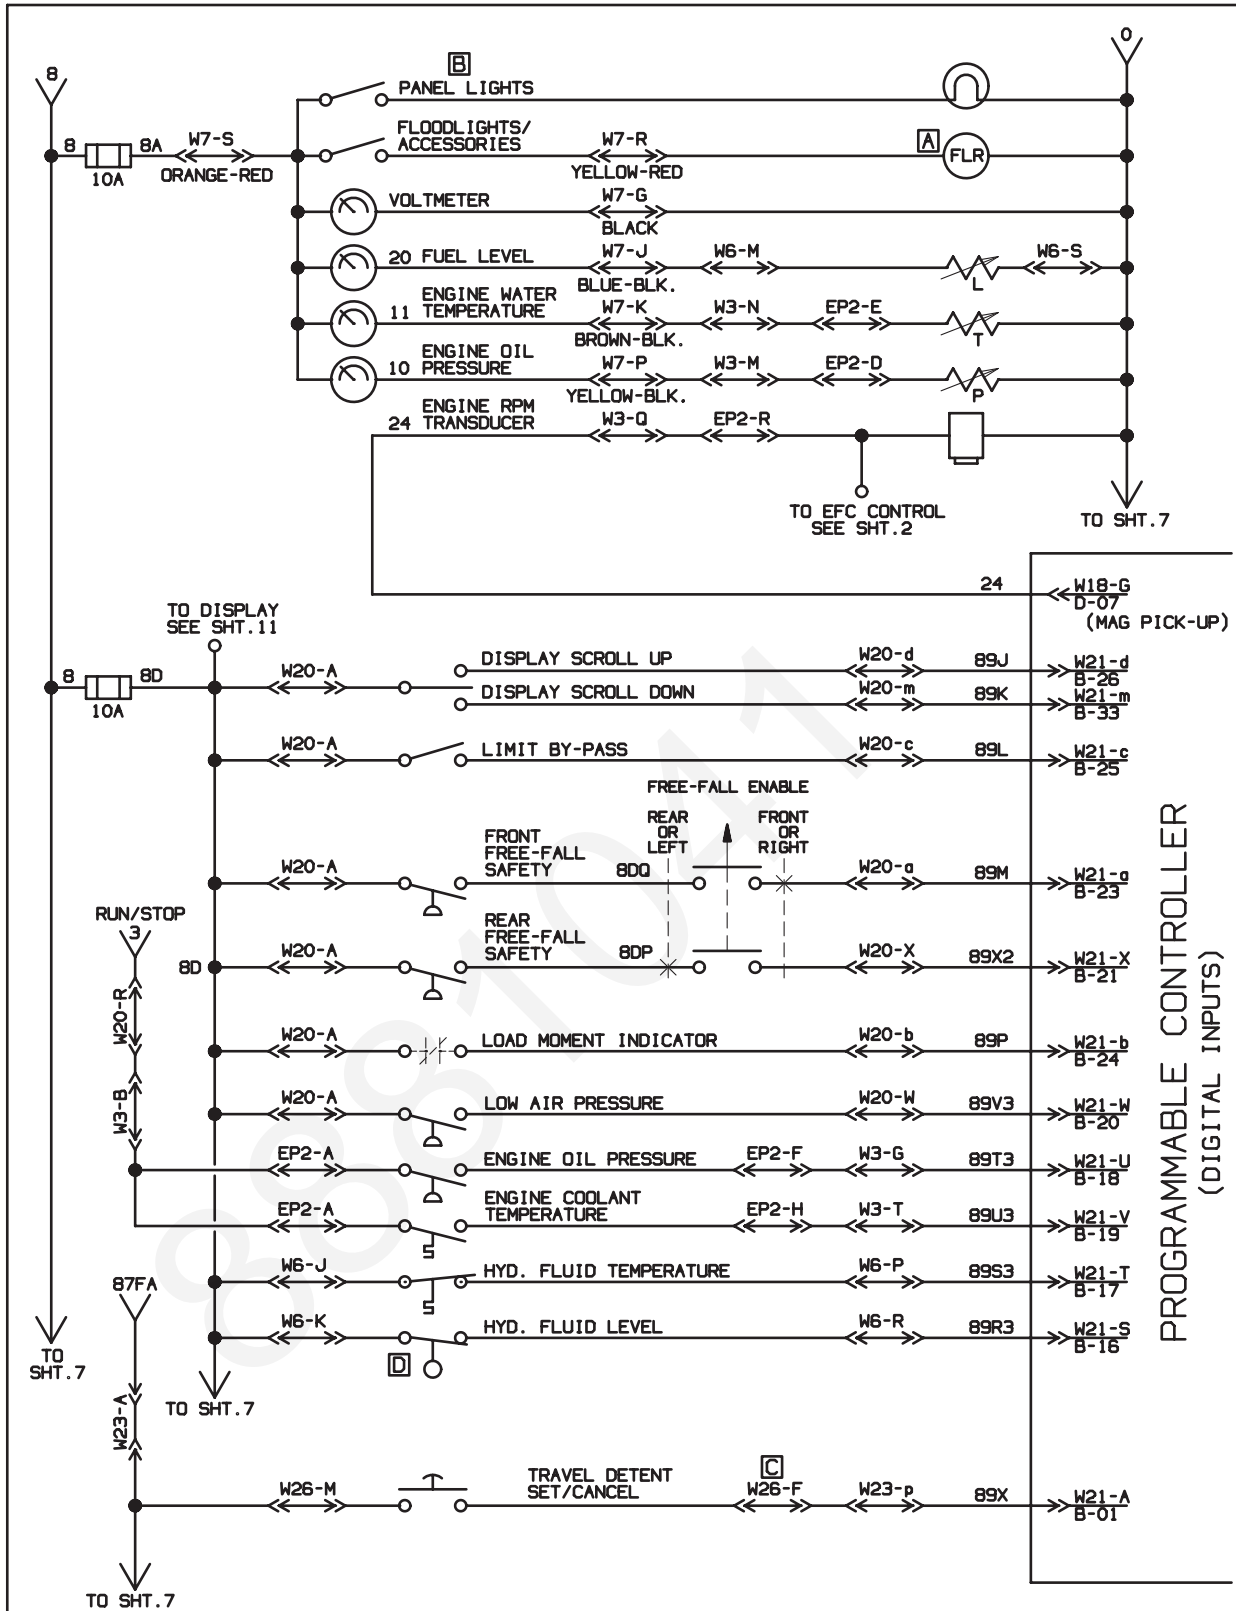 8
B
PANEL LIGHTS
0
8
10A
8A
W7-S
ORANGE-RED
FLOODLIGHTS/
ACCESSORIES
W7-R
YELLOW-RED
A
FLR
VOLTMETER
W7-G
BLACK
20 FUEL LEVEL
W7-J
BLUE-BLK.
W6-M
L
W6-S
11
ENGINE WATER
TEMPERATURE
W7-K
BROWN-BLK.
W3-N
EP2-E
T
10
ENGINE OIL
PRESSURE
W7-P
YELLOW-BLK.
W3-M
EP2-D
P
24
ENGINE RPM
TRANSDUCER
W3-Q
EP2-R
TO EFC CONTROL
SEE SHT.2
TO SHT.7
24
W18-G
D-07
(MAG PICK-UP)
TO DISPLAY
SEE SHT.11
8
10A
8D
W20-A
DISPLAY SCROLL UP
W20-d
89J
W21-d
B-26
DISPLAY SCROLL DOWN
W20-m
89K
W21-m
B-33
W20-A
LIMIT BY-PASS
W20-c
89L
W21-c
B-25
FREE-FALL ENABLE
REAR
OR
LEFT
FRONT
OR
RIGHT
W20-A
FRONT
FREE-FALL
SAFETY
8DQ
W20-a
89M
W21-a
B-23
RUN/STOP
3
8D
W20-A
REAR
FREE-FALL
SAFETY
8DP
W20-X
89X2
W21-X
B-21
W20-R
W20-A
LOAD MOMENT INDICATOR
W20-b
89P
W21-b
B-24
W3-B
W20-A
LOW AIR PRESSURE
W20-W
89V3
W21-W
B-20
EP2-A
ENGINE OIL PRESSURE
EP2-F
W3-G
89T3
W21-U
B-18
EP2-A
ENGINE COOLANT
TEMPERATURE
EP2-H
W3-T
89U3
W21-V
B-19
87FA
W6-J
HYD. FLUID TEMPERATURE
W6-P
89S3
W21-T
B-17
W6-K
HYD. FLUID LEVEL
W6-R
89R3
W21-S
B-16
D
TO
SHT.7
TO SHT.7
W23-A
W26-M
TRAVEL DETENT
SET/CANCEL
C
W26-F
W23-p
89X
W21-A
B-01
TO SHT.7
PROGRAMMABLE CONTROLLER
(DIGITAL INPUTS)
8881041